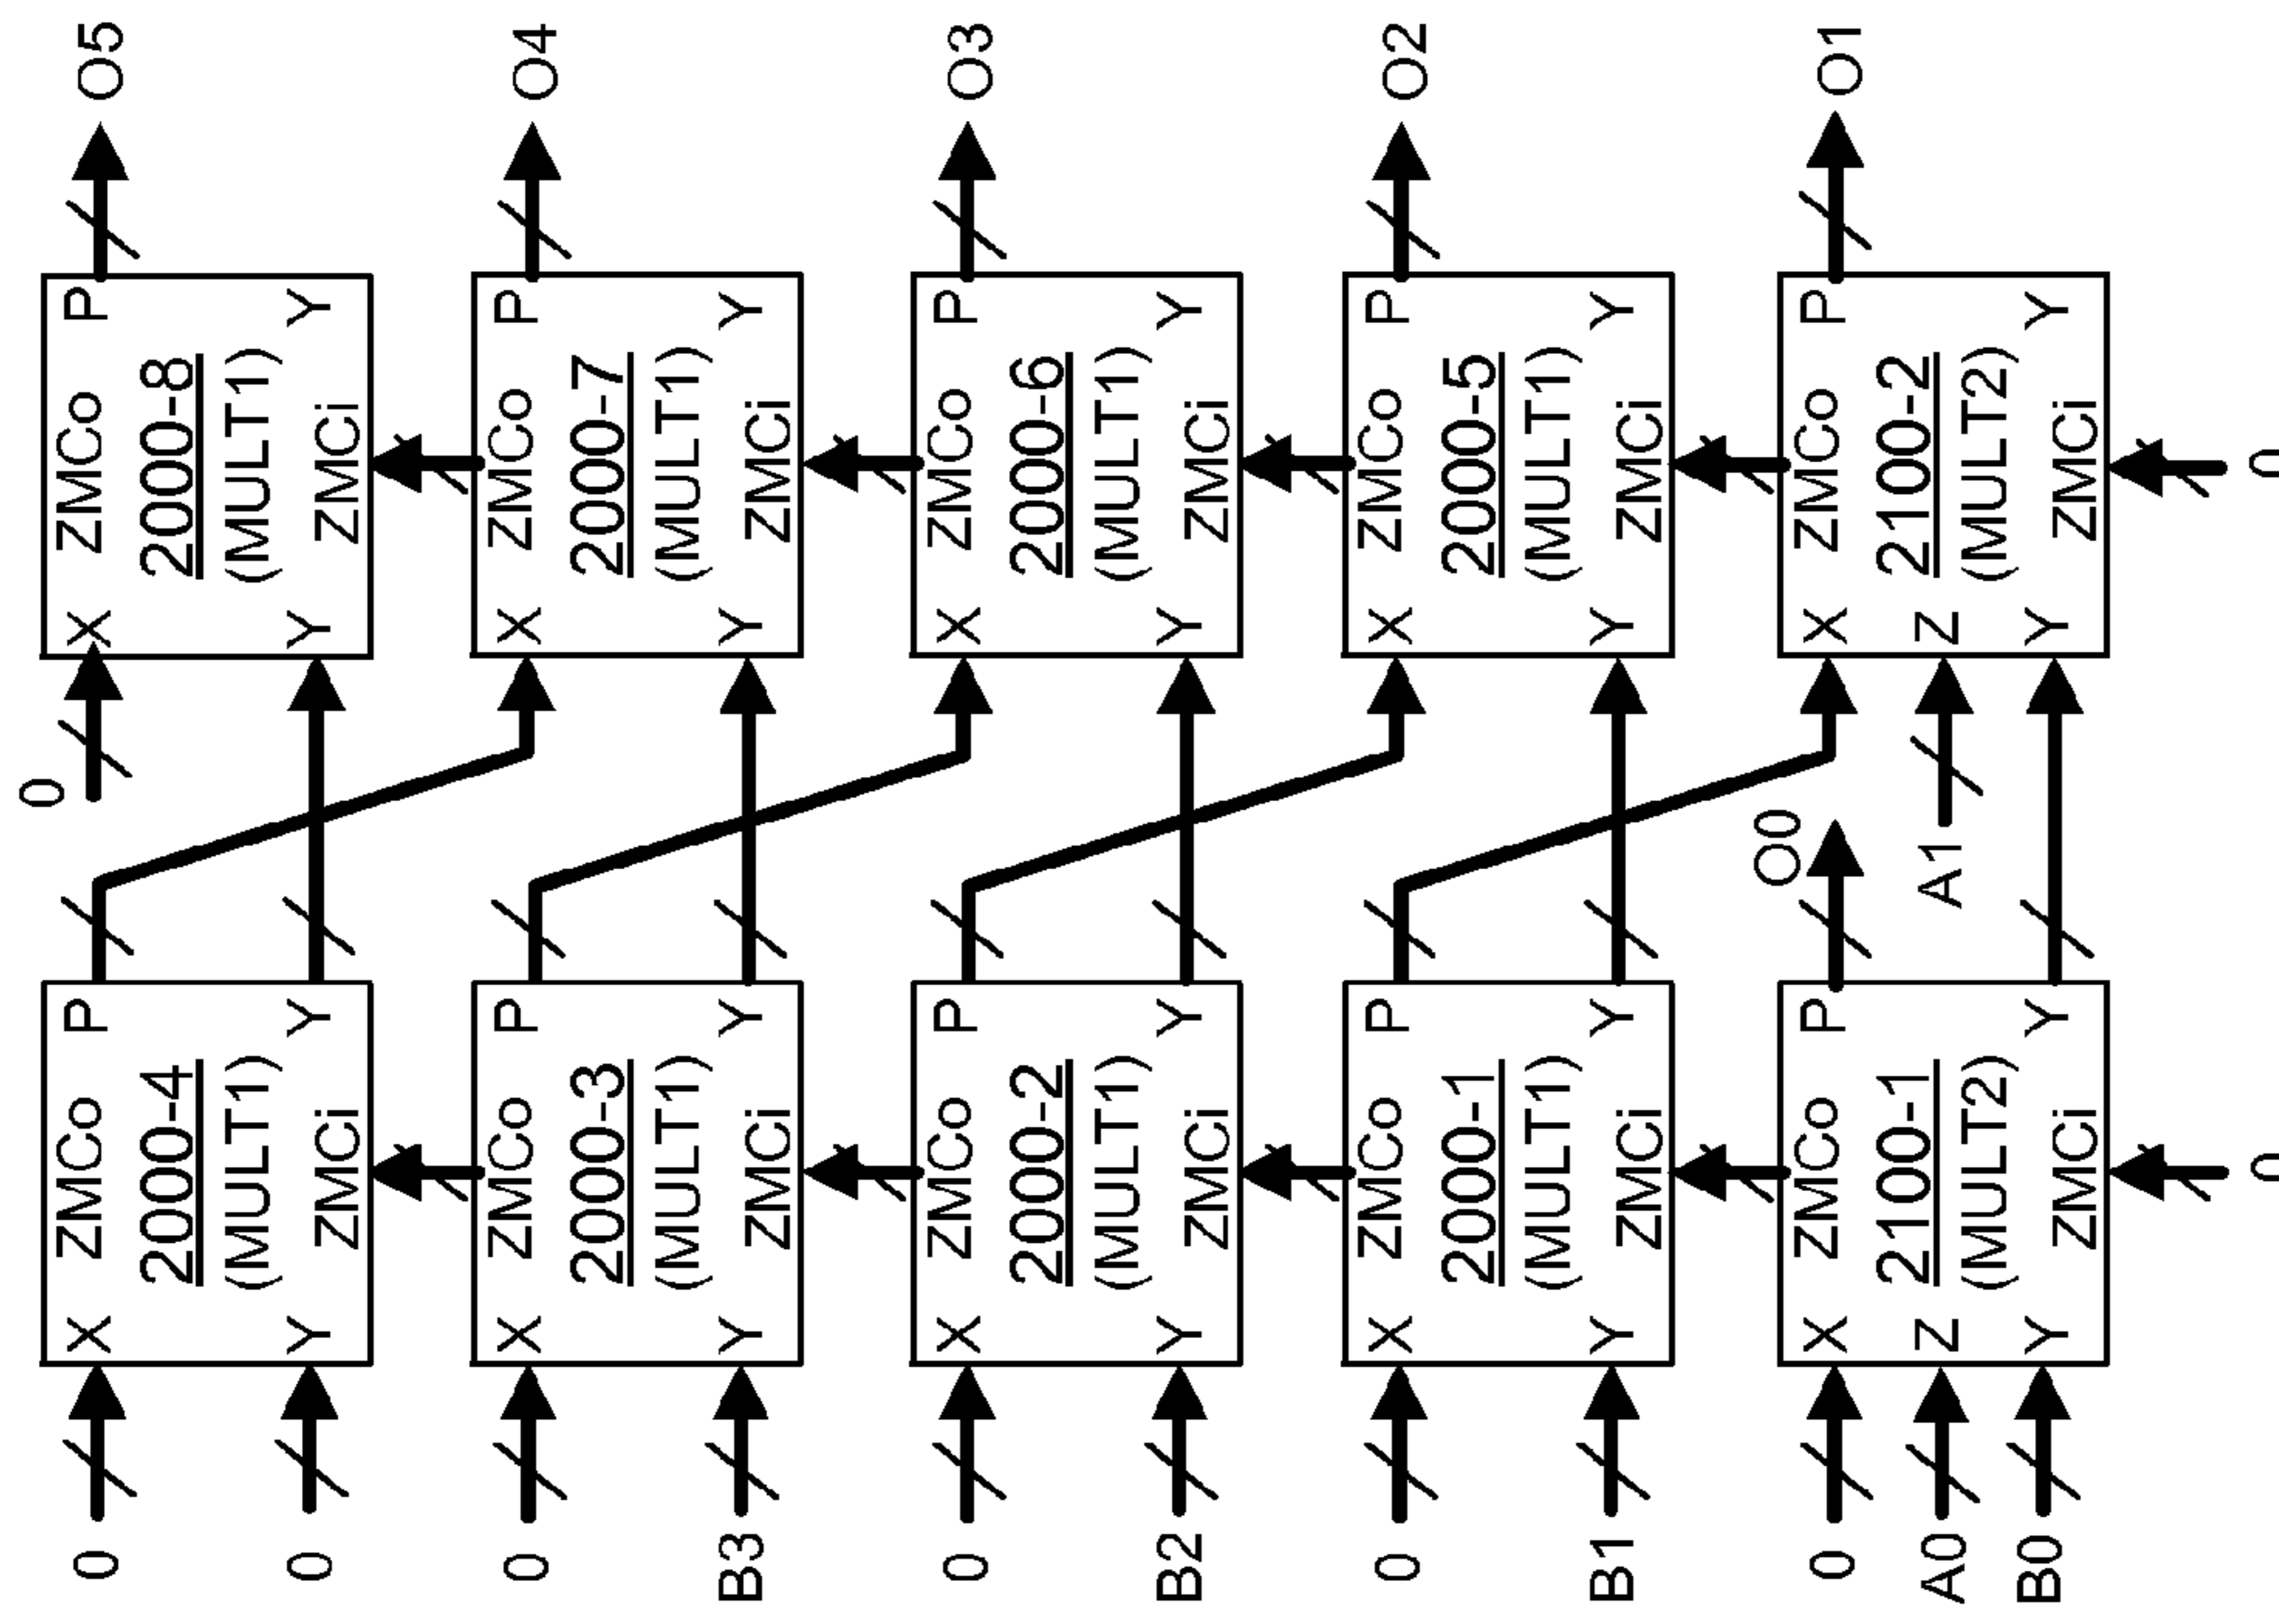 0
0 X ZMCo P X ZMCo P O5
2000-4 2000-8
(MULT1) (MULT1)
0 Y ZMCi Y Y ZMCi Y
0 X ZMCo P X ZMCo P O4
2000-3 2000-7
(MULT1) (MULT1)
B3 Y ZMCi Y Y ZMCi Y
0 X ZMCo P X ZMCo P O3
2000-2 2000-6
(MULT1) (MULT1)
B2 Y ZMCi Y Y ZMCi Y
0 X ZMCo P X ZMCo P O2
2000-1 2000-5
(MULT1) (MULT1)
B1 Y ZMCi Y Y ZMCi Y
O0
0 X ZMCo P X ZMCo P O1
2100-1 2100-2
A0 Z A1 Z
(MULT2) (MULT2)
B0 Y ZMCi Y Y ZMCi Y
0 0